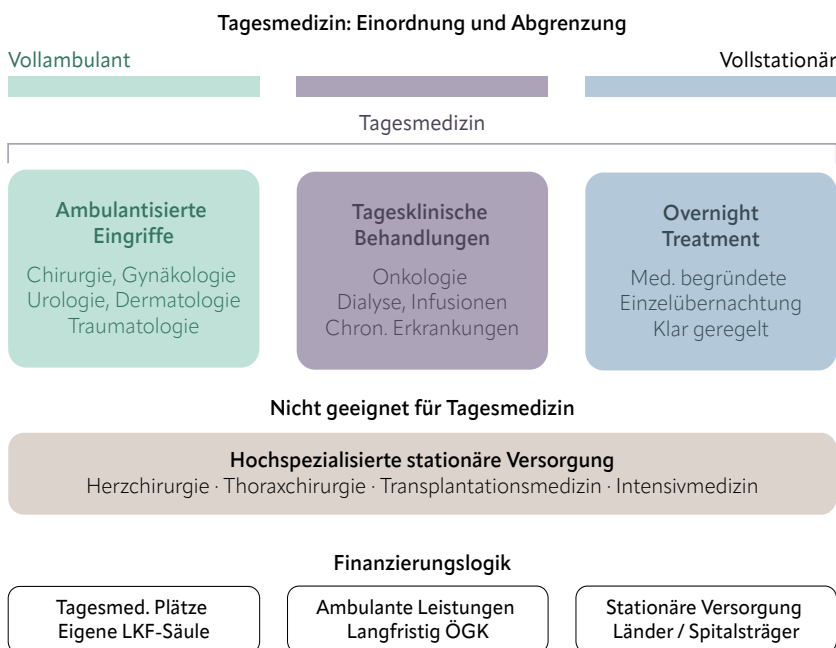 Tagesmedizin: Einordnung und Abgrenzung
Vollambulant
Vollstationär
Tagesmedizin
Ambulantisierte
Eingriffe
Chirurgie, Gynäkologie
Urologie, Dermatologie
Traumatologie
Tagesklinische
Behandlungen
Onkologie
Dialyse, Infusionen
Chron. Erkrankungen
Overnight
Treatment
Med. begründete
Einzelübernachtung
Klar geregelt
Nicht geeignet für Tagesmedizin
Hochspezialisierte stationäre Versorgung
Herzchirurgie · Thoraxchirurgie · Transplantationsmedizin · Intensivmedizin
Finanzierungslogik
Tagesmed. Plätze
Eigene LKF-Säule
Ambulante Leistungen
Langfristig ÖGK
Stationäre Versorgung
Länder / Spitalsträger